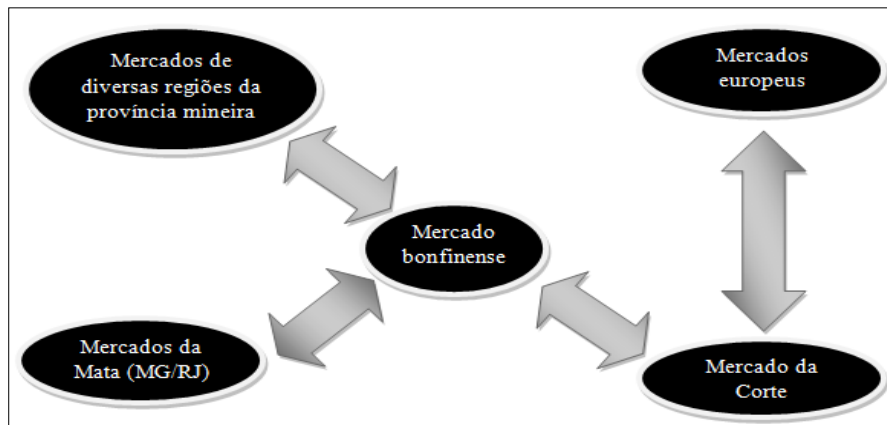 Mercados de
diversas regiões da
província mineira
Mercados
europeus
Mercado
bonfinense
Mercados da
Mata (MG/RJ)
Mercado da
Corte